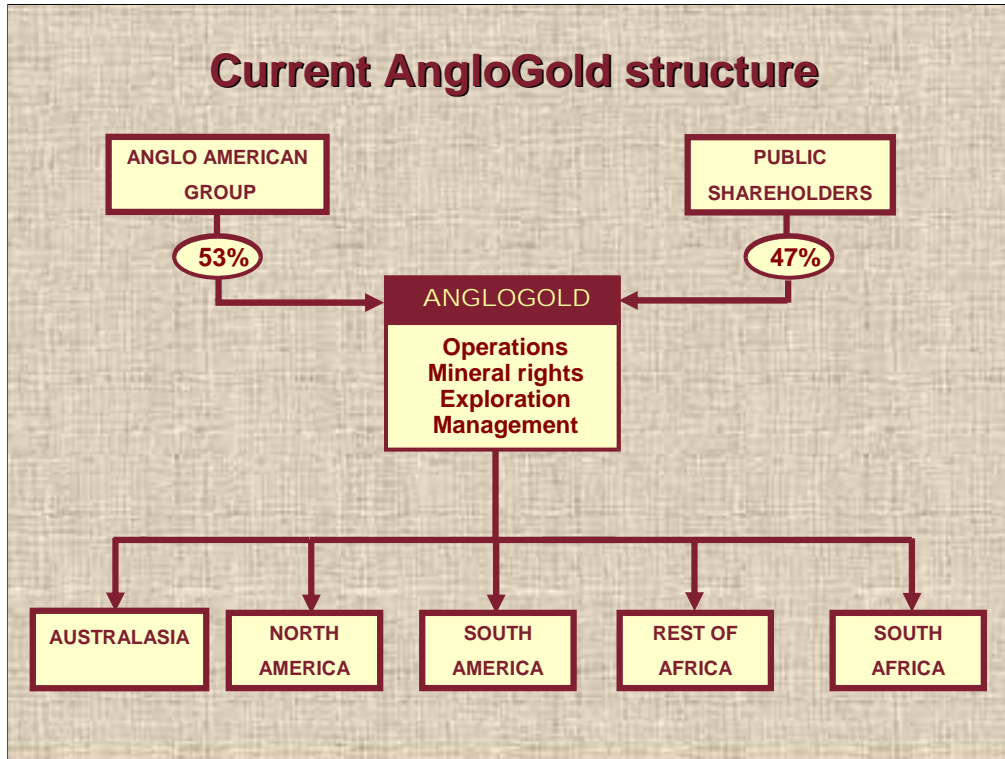 Current AngloGold structure
ANGLO AMERICAN
GROUP
PUBLIC
SHAREHOLDERS
53%
47%
ANGLOGOLD
Operations
Mineral rights
Exploration
Management
AUSTRALASIA
NORTH
AMERICA
SOUTH
AMERICA
REST OF
AFRICA
SOUTH
AFRICA